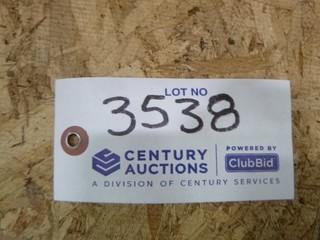 LOT NO
3538
CENTURY AUCTIONS
POWERED BY
ClubBid
A DIVISION OF CENTURY SERVICES